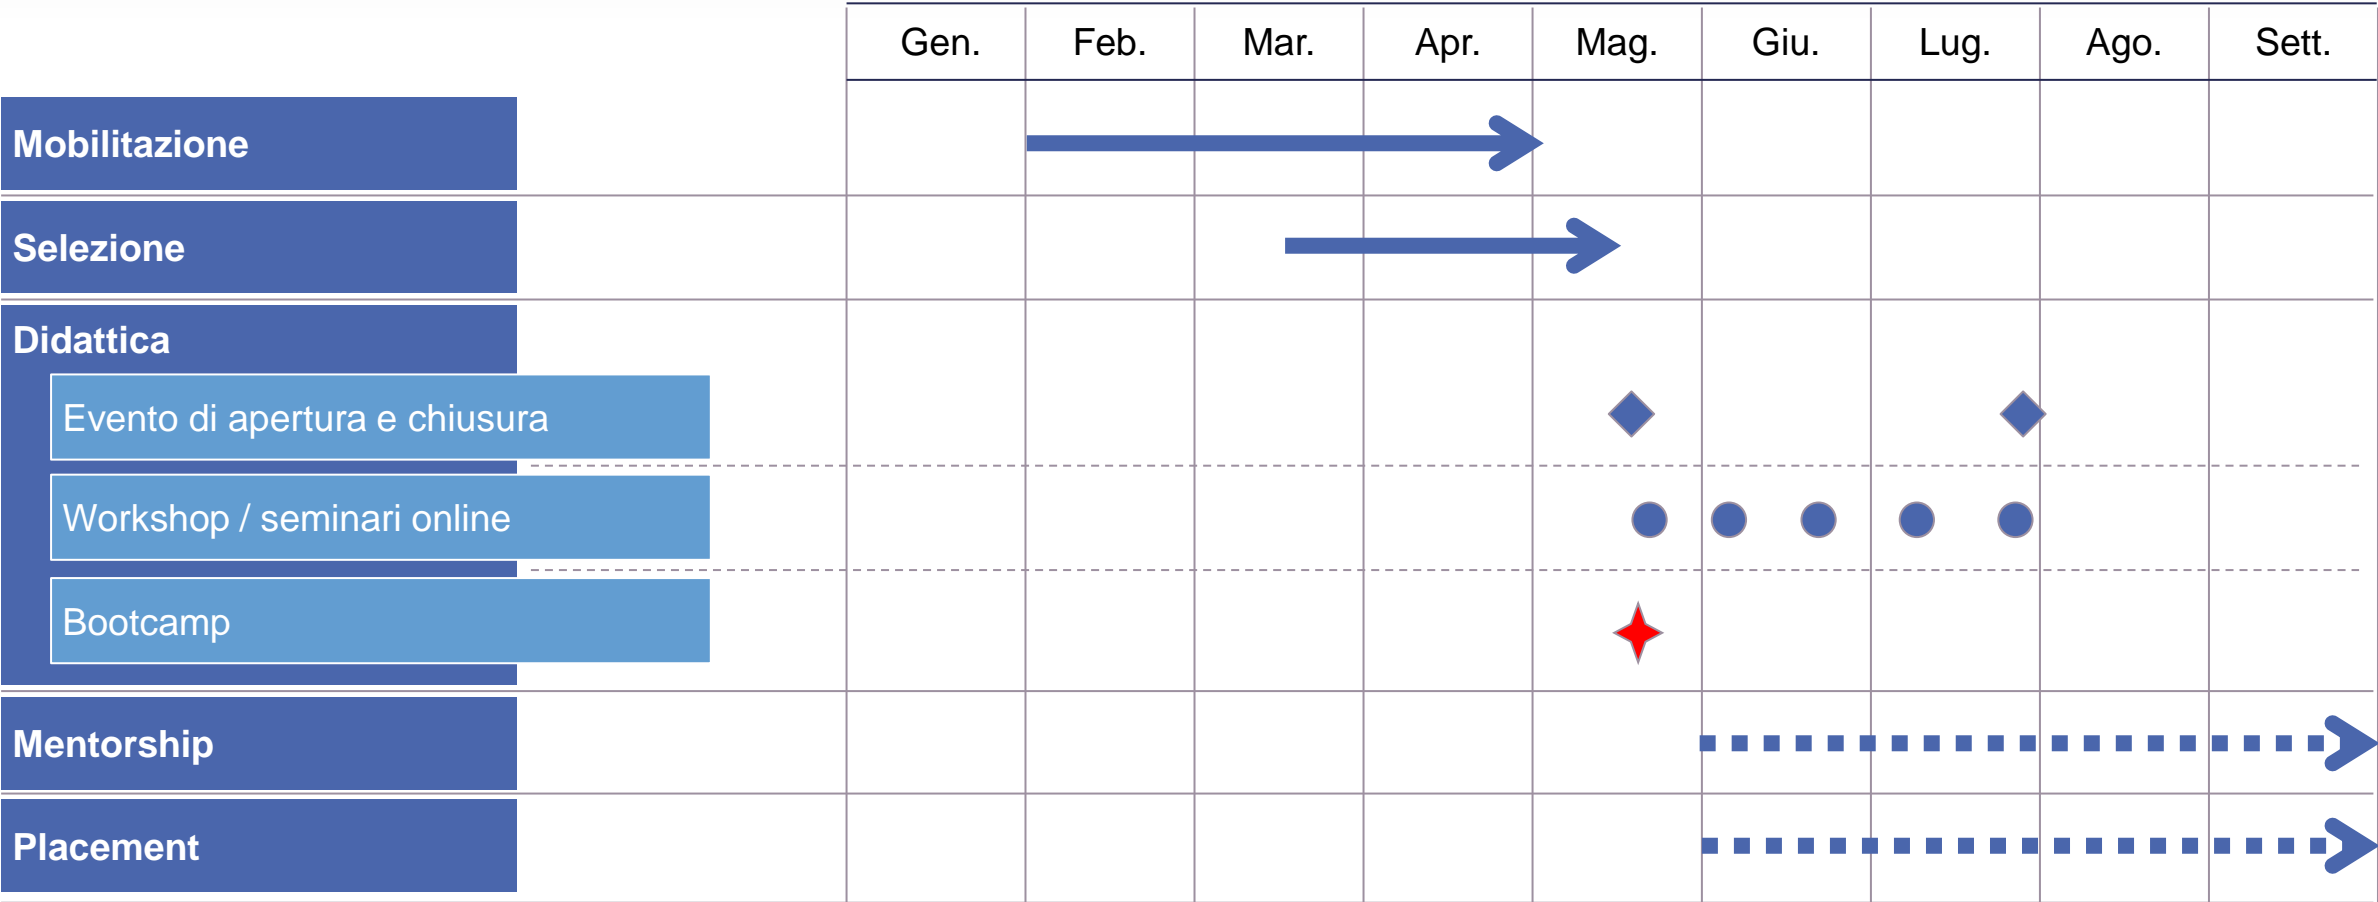 Gen. Feb. Mar. Apr. Mag. Giu. Lug. Ago. Sett.
Mobilitazione
Selezione
Didattica
Evento di apertura e chiusura
Workshop / seminari online
Bootcamp
Mentorship
Placement